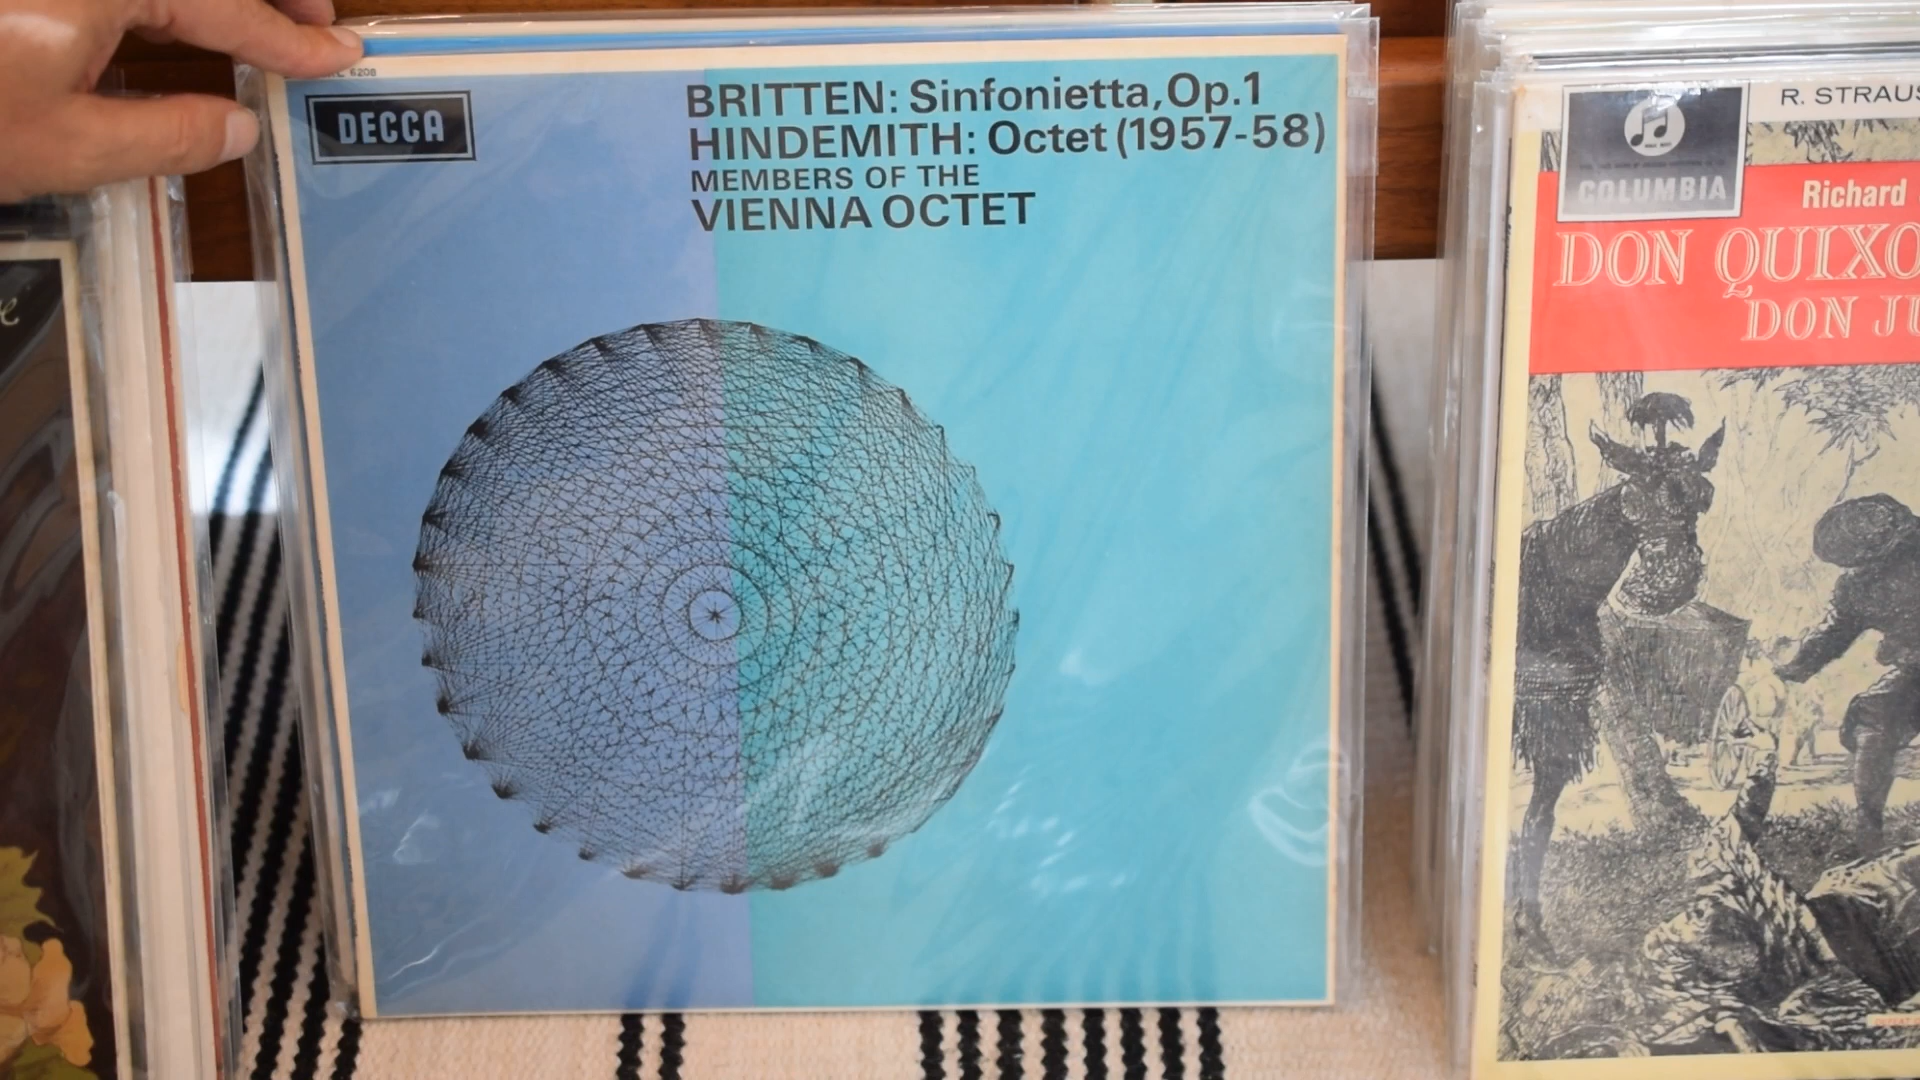 6208
DECCA
BRITTEN: Sinfonietta, Op.1
HINDEMITH: Octet (1957-58)
MEMBERS OF THE
VIENNA OCTET
R. STRAUS
COLUMBIA
Richard
DON QUIXO
DON JU